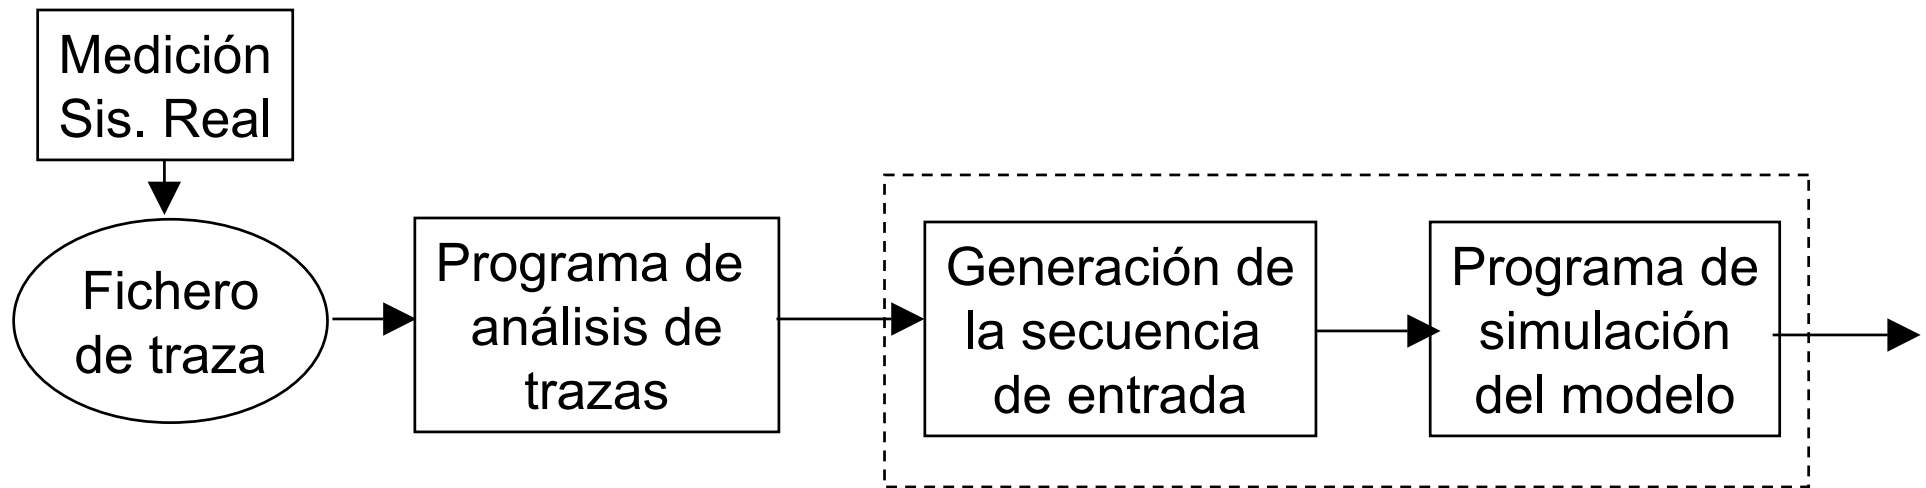 Medición
Sis. Real
Fichero
de traza
Programa de
análisis de
trazas
Generación de
la secuencia
de entrada
Programa de
simulación
del modelo